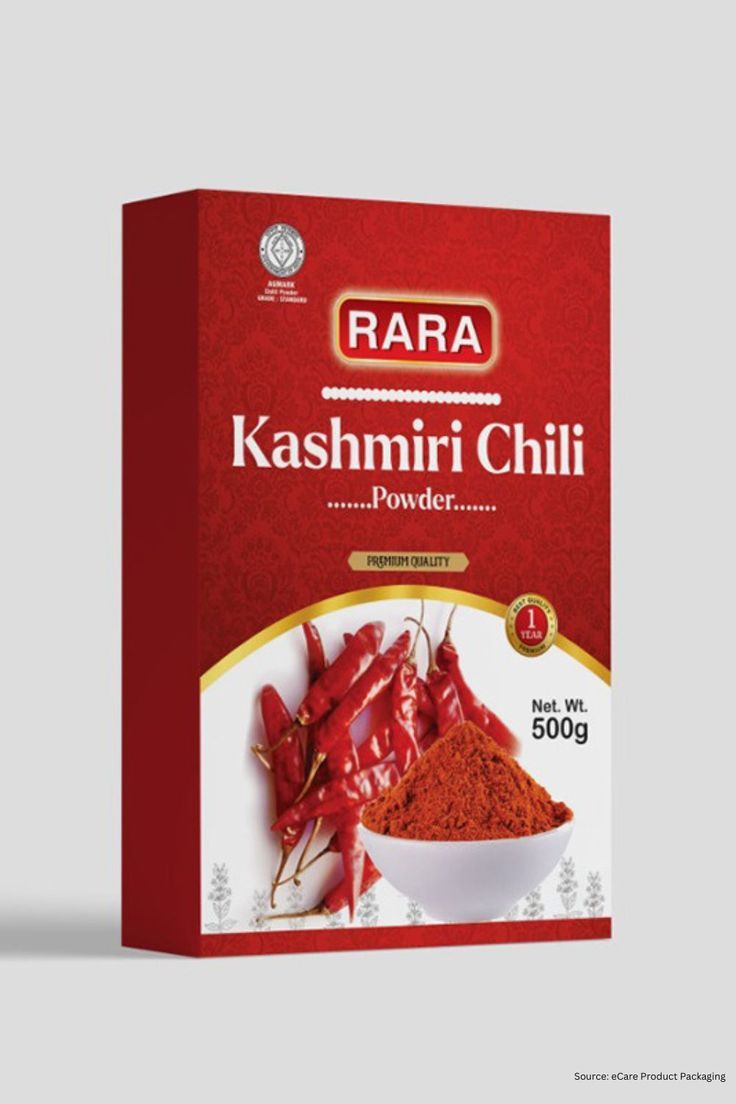 AGMARK
Chilli Powder
GRADE : STANDARD
RARA
Kashmiri Chili
.......Powder.......
PREMIUM QUALITY
BEST QUALITY
1
YEAR
PREMIUM
Net. Wt.
500g
Source: eCare Product Packaging